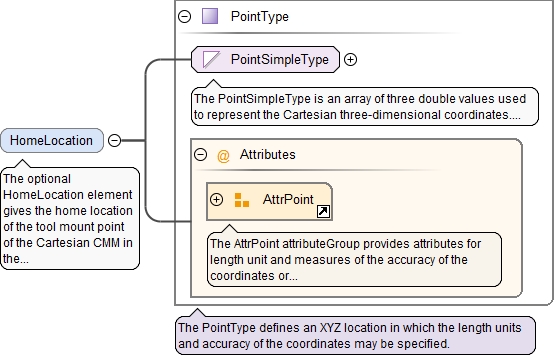 PointType
PointSimpleType
The PointSimpleType is an array of three double values used
to represent the Cartesian three-dimensional coordinates....
HomeLocation
The optional
HomeLocation element
gives the home location
of the tool mount point
of the Cartesian CMM in
the...
@ Attributes
AttrPoint
The AttrPoint attributeGroup provides attributes for
length unit and measures of the accuracy of the
coordinates or...
The PointType defines an XYZ location in which the length units
and accuracy of the coordinates may be specified.